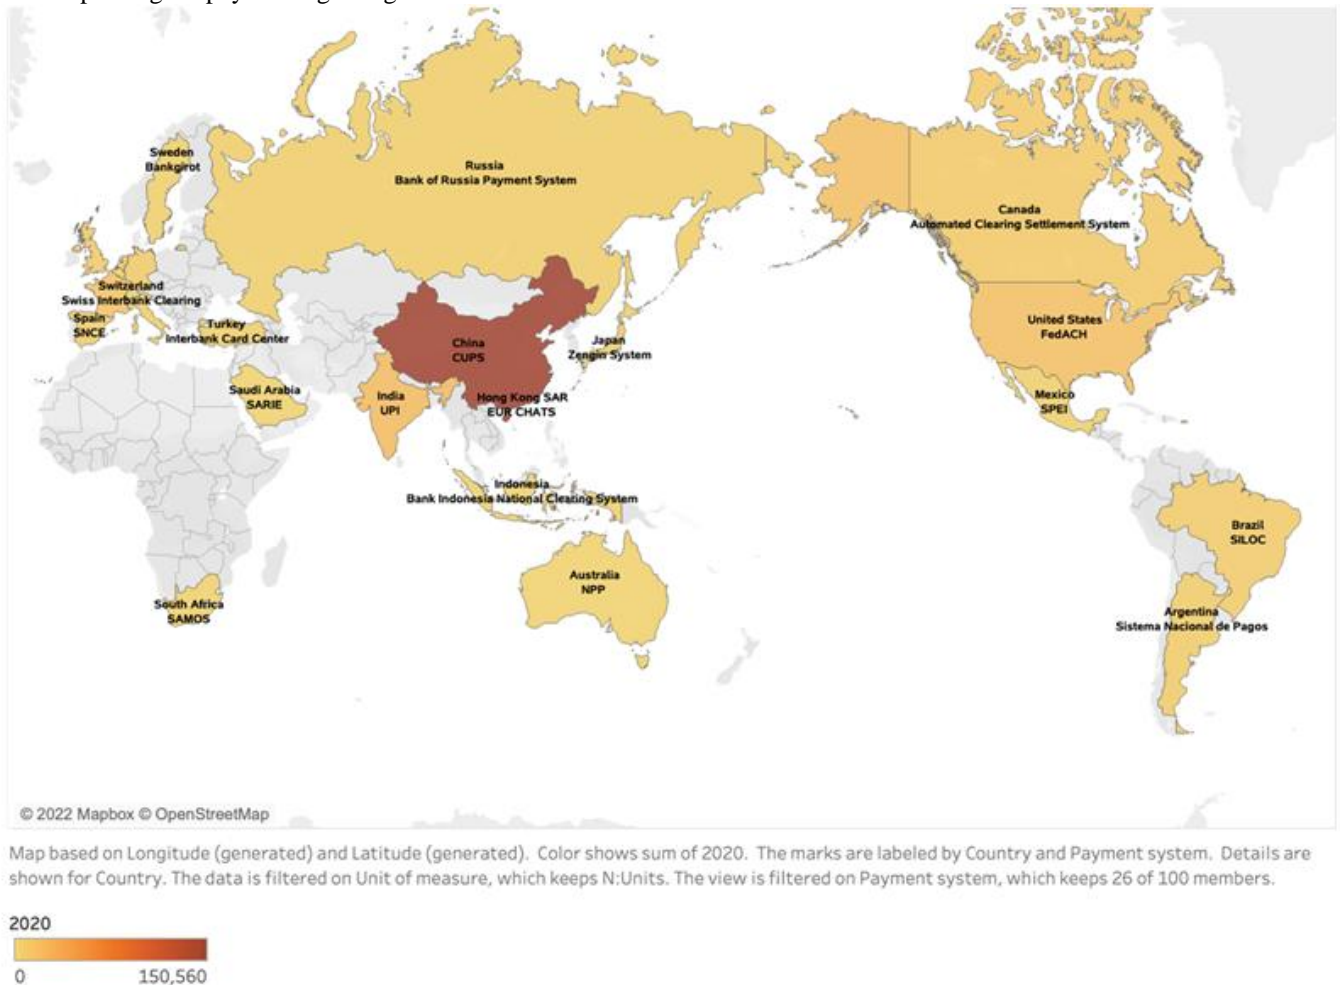 Sweden
Bankgirot
Russia
Bank of Russia Payment System
Canada
Automated Clearing Settlement System
Switzerland
Swiss Interbank Clearing
Spain
SNCE
Turkey
Interbank Card Center
China
CUPS
Japan
Zengin System
United States
FedACH
Saudi Arabia
SARIE
India
UPI
Hong Kong SAR
EUR CHATS
Mexico
SPEI
Indonesia
Bank Indonesia National Clearing System
Brazil
SILOC
Australia
NPP
South Africa
SAMOS
Argentina
Sistema Nacional de Pagos
© 2022 Mapbox © OpenStreetMap
Map based on Longitude (generated) and Latitude (generated). Color shows sum of 2020. The marks are labeled by Country and Payment system. Details are
shown for Country. The data is filtered on Unit of measure, which keeps N:Units. The view is filtered on Payment system, which keeps 26 of 100 members.
2020
0 150,560